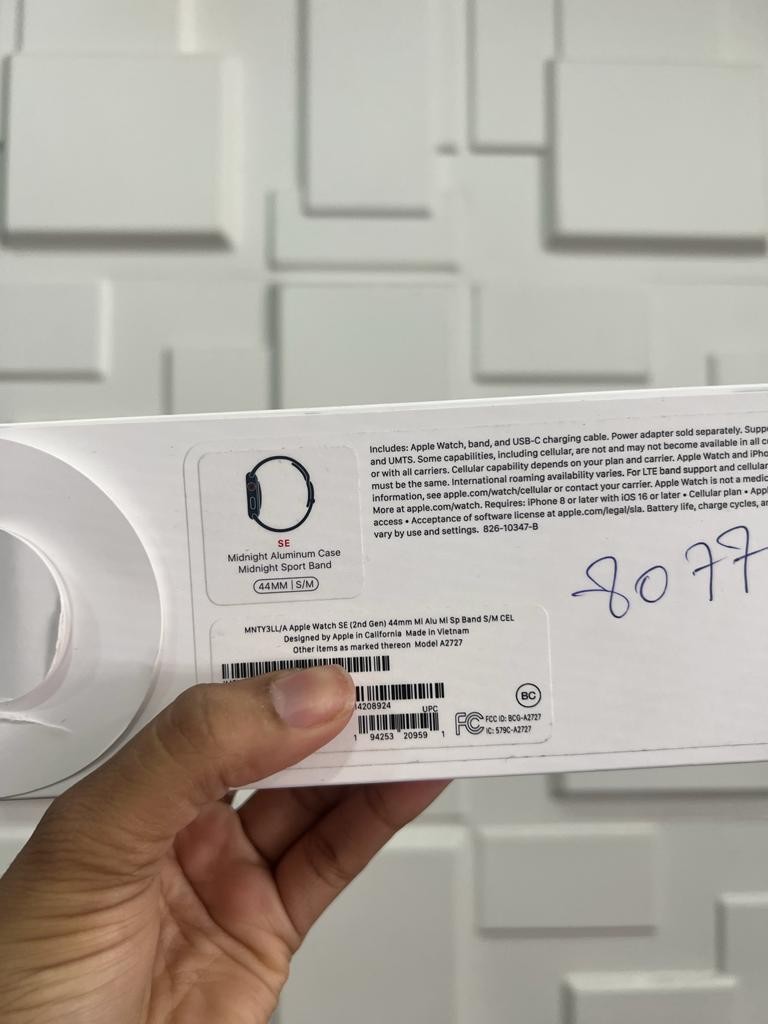 SE
Midnight Aluminum Case
Midnight Sport Band
44MM | S/M
Includes: Apple Watch, band, and USB-C charging cable. Power adapter sold separately.
and UMTS. Some capabilities, including cellular, are not and may not become available in all
or with all carriers. Cellular capability depends on your plan and carrier. Apple Watch and
must be the same. International roaming availability varies. For LTE band support and cellular
information, see apple.com/watch/cellular or contact your carrier. Apple Watch is not a
More at apple.com/watch. Requires: iPhone 8 or later with iOS 16 or later • Cellular plan •
access • Acceptance of software license at apple.com/legal/sla. Battery life, charge cycles,
vary by use and settings. 826-10347-B
8077
MNTY3LL/A Apple Watch SE (2nd Gen) 44mm Mi Alu Mi Sp Band S/M CEL
Designed by Apple in California Made in Vietnam
Other items as marked thereon Model A2727
4208924
UPC
1 94253 20959 1
BC
FC
FCC ID: BCG-A2727
IC: 579C-A2727